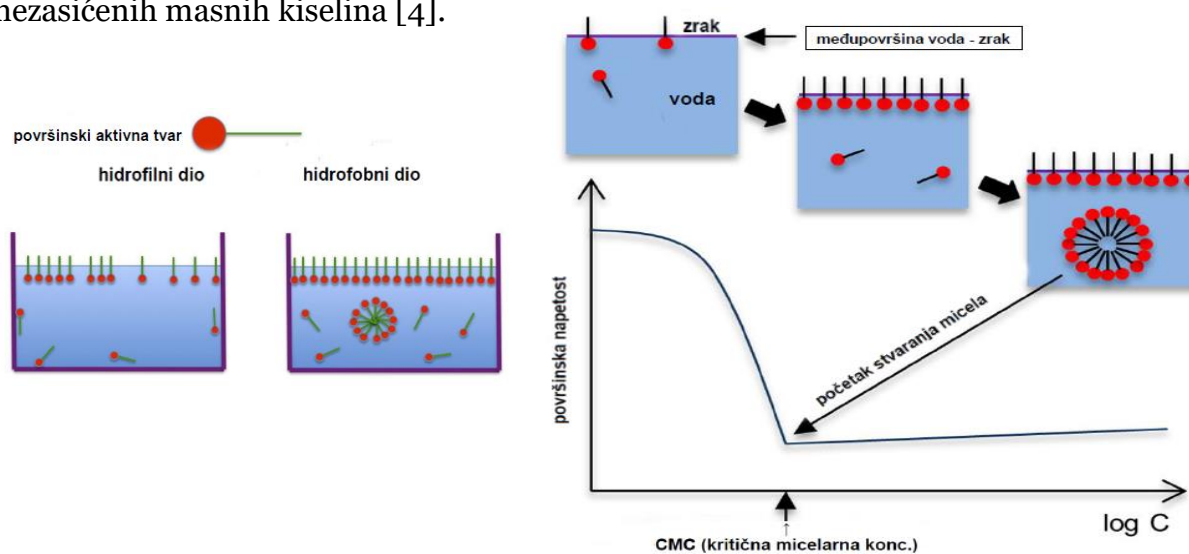 nezasićenih masnih kiselina [4].
površinski aktivna tvar
hidrofilni dio
hidrofobni dio
zrak
međupovršina voda - zrak
voda
površinska napetost
početak stvaranja micela
log C
CMC (kritična micelarna konc.)